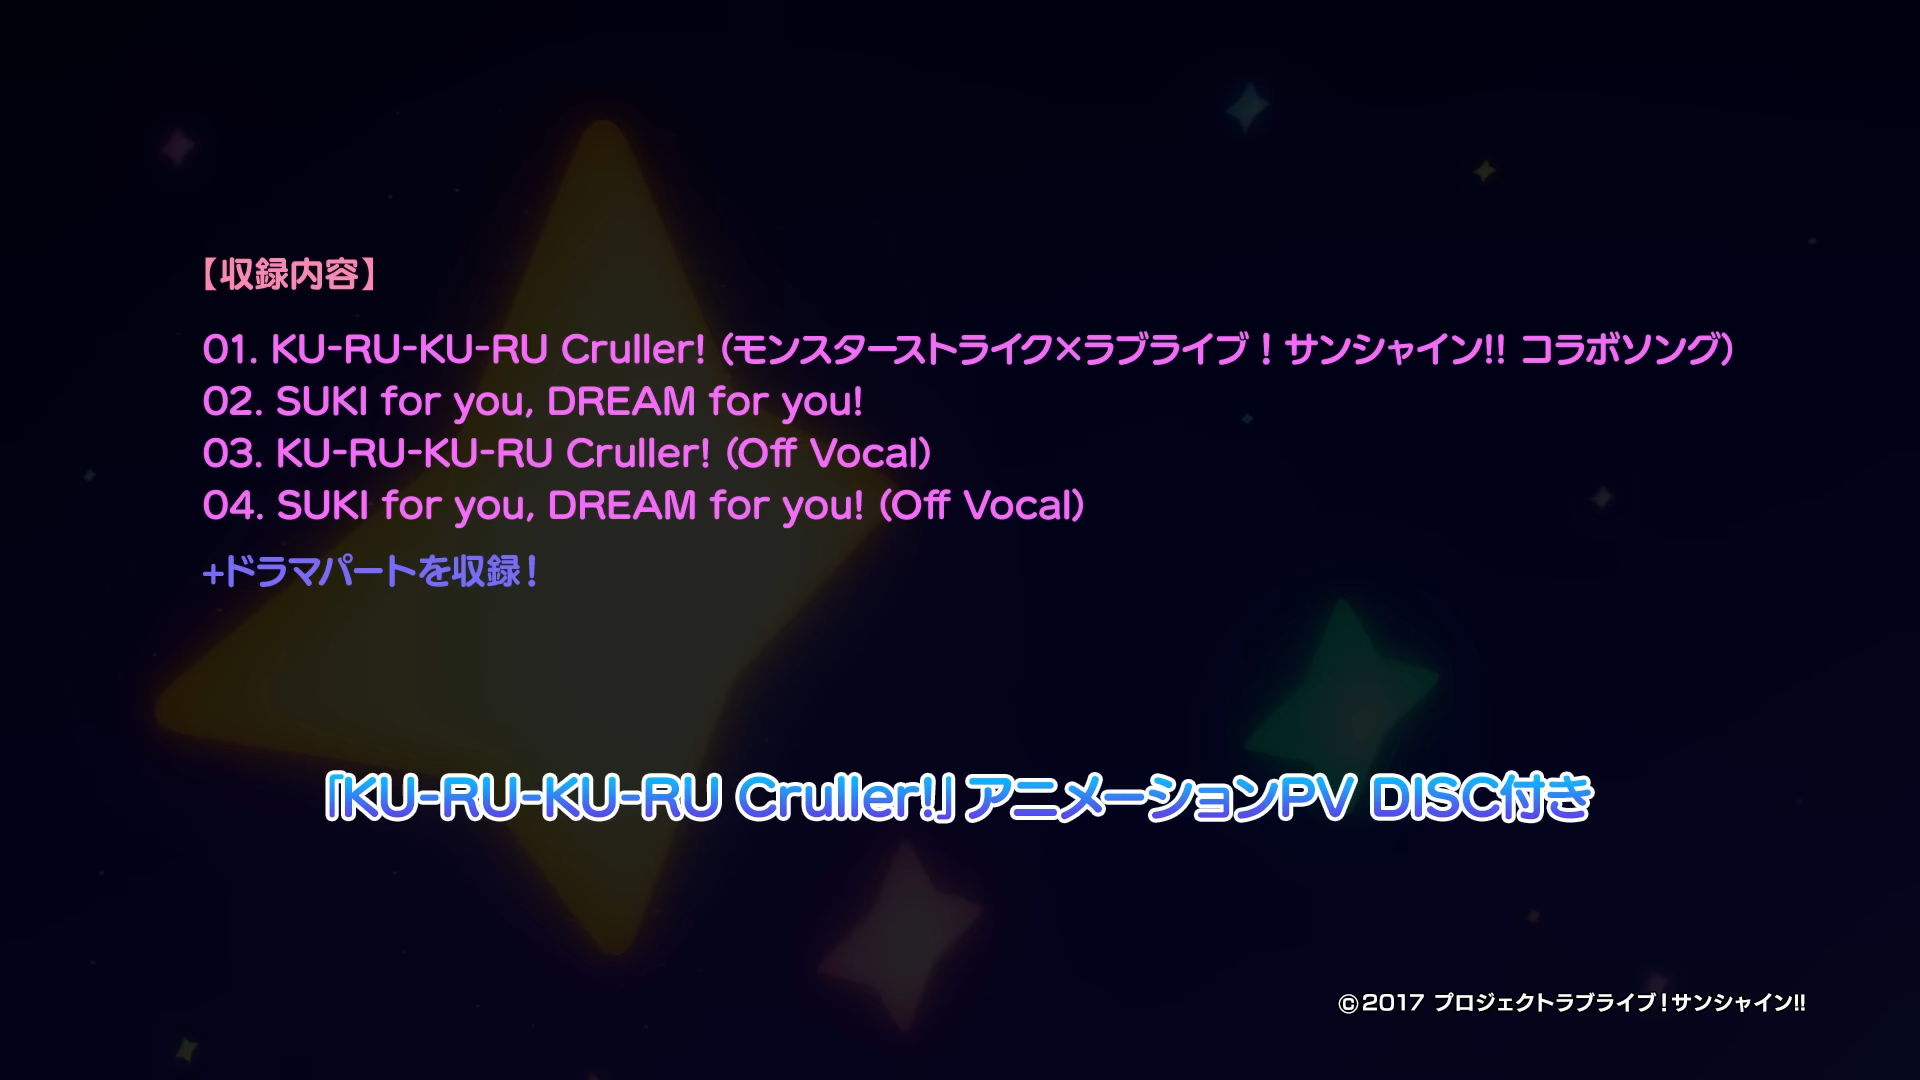 【収録内容】
01. KU-RU-KU-RU Cruller! (モンスターストライク×ラブライブ！サンシャイン!! コラボソング)
02. SUKI for you, DREAM for you!
03. KU-RU-KU-RU Cruller! (Off Vocal)
04. SUKI for you, DREAM for you! (Off Vocal)
+ドラマパートを収録！
「KU-RU-KU-RU Cruller!」アニメーションPV DISC付き
©2017 プロジェクトラブライブ！サンシャイン!!